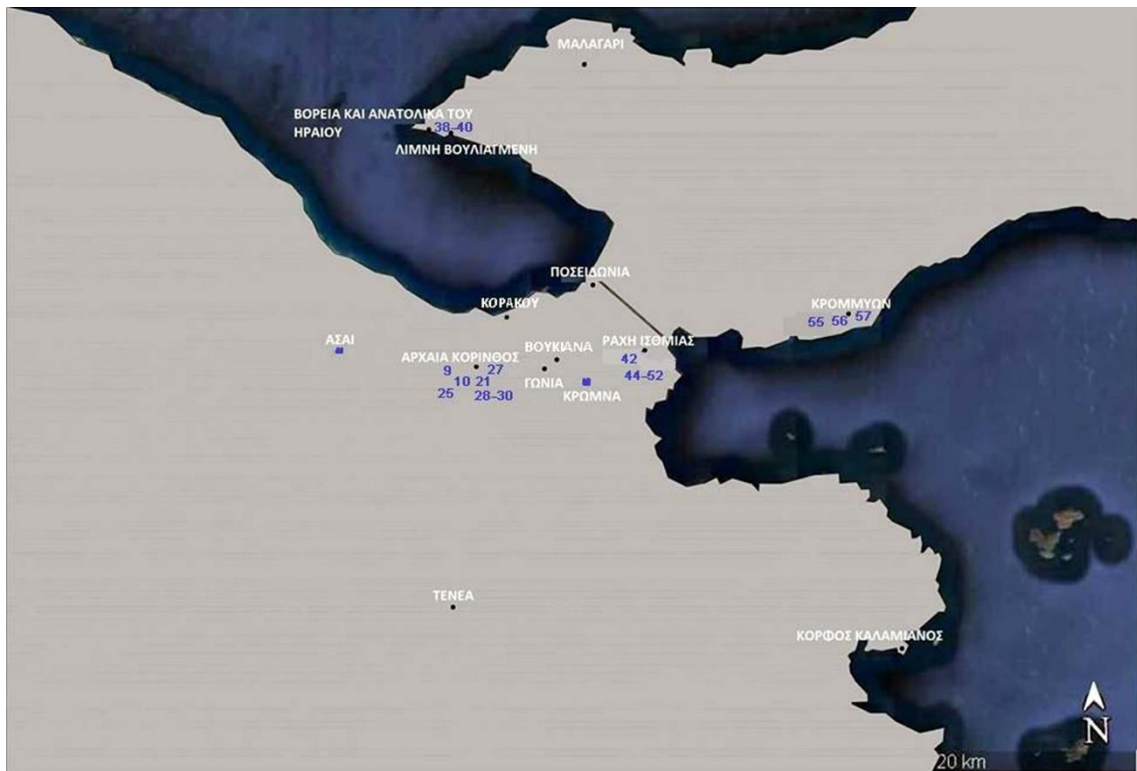 ΜΑΛΑΓΑΡΙ
ΒΟΡΕΙΑ ΚΑΙ ΑΝΑΤΟΛΙΚΑ ΤΟΥ
ΗΡΑΙΟΥ
38-40
ΛΙΜΝΗ ΒΟΥΛΙΑΓΜΕΝΗ
ΠΟΣΕΙΔΩΝΙΑ
ΚΟΡΑΚΟΥ
ΚΡΟΜΜΥΩΝ
55 56 57
ΑΣΑΙ
ΑΡΧΑΙΑ ΚΟΡΙΝΘΟΣ
9 27
10 21
25 28-30
ΒΟΥΚΙΑΝΑ
ΓΩΝΙΑ
ΡΑΧΗ ΙΣΘΜΙΑΣ
42
44-52
ΚΡΩΜΝΑ
ΤΕΝΕΑ
ΚΟΡΦΟΣ ΚΑΛΑΜΙΑΝΟΣ
N
20 km